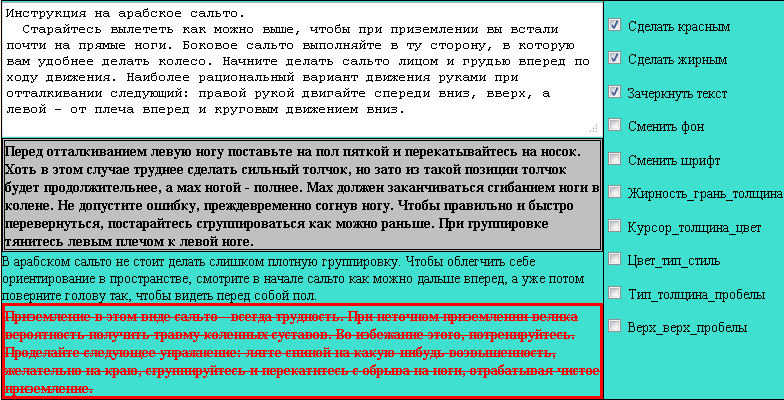 Инструкция на арабское сальто.
Старайтесь вылететь как можно выше, чтобы при приземлении вы встали
почти на прямые ноги. Боковое сальто выполняйте в ту сторону, в которую
вам удобнее делать колесо. Начните делать сальто лицом и грудью вперед по
ходу движения. Наиболее рациональный вариант движения руками при
отталкивании следующий: правой рукой двигайте спереди вниз, вверх, а
левой - от плеча вперед и круговым движением вниз.
Перед отталкиванием левую ногу поставьте на пол пяткой и перекатывайтесь на носок.
Хоть в этом случае труднее сделать сильный толчок, но зато из такой позиции толчок
будет продолжительнее, а мах ногой - полнее. Мах должен заканчиваться сгибанием ноги в
колене. Не допустите ошибку, преждевременно согнув ногу. Чтобы правильно и быстро
перевернуться, постарайтесь сгруппироваться как можно раньше. При группировке
тянитесь левым плечом к левой ноге.
В арабском сальто не стоит делать слишком плотную группировку. Чтобы облегчить себе
ориентирование в пространстве, смотрите в начале сальто как можно дальше вперед, а уже потом
поверните голову так, чтобы видеть перед собой пол.
Приземление в этом виде сальто - всегда трудность. При неточном приземлении велика
вероятность получить травму коленных суставов. Во избежание этого, потренируйтесь.
Проделайте следующее упражнение: лягте спиной на какую-нибудь возвышенность,
желательно на краю, сгруппируйтесь и перекатитесь с обрыва на ноги, отрабатывая чистое
приземление.
Сделать красным
Сделать жирным
Зачеркнуть текст
Сменить фон
Сменить шрифт
Жирность_грань_толщина
Курсор_толщина_цвет
Цвет_тип_стиль
Тип_толщина_пробелы
Верх_верх_пробелы